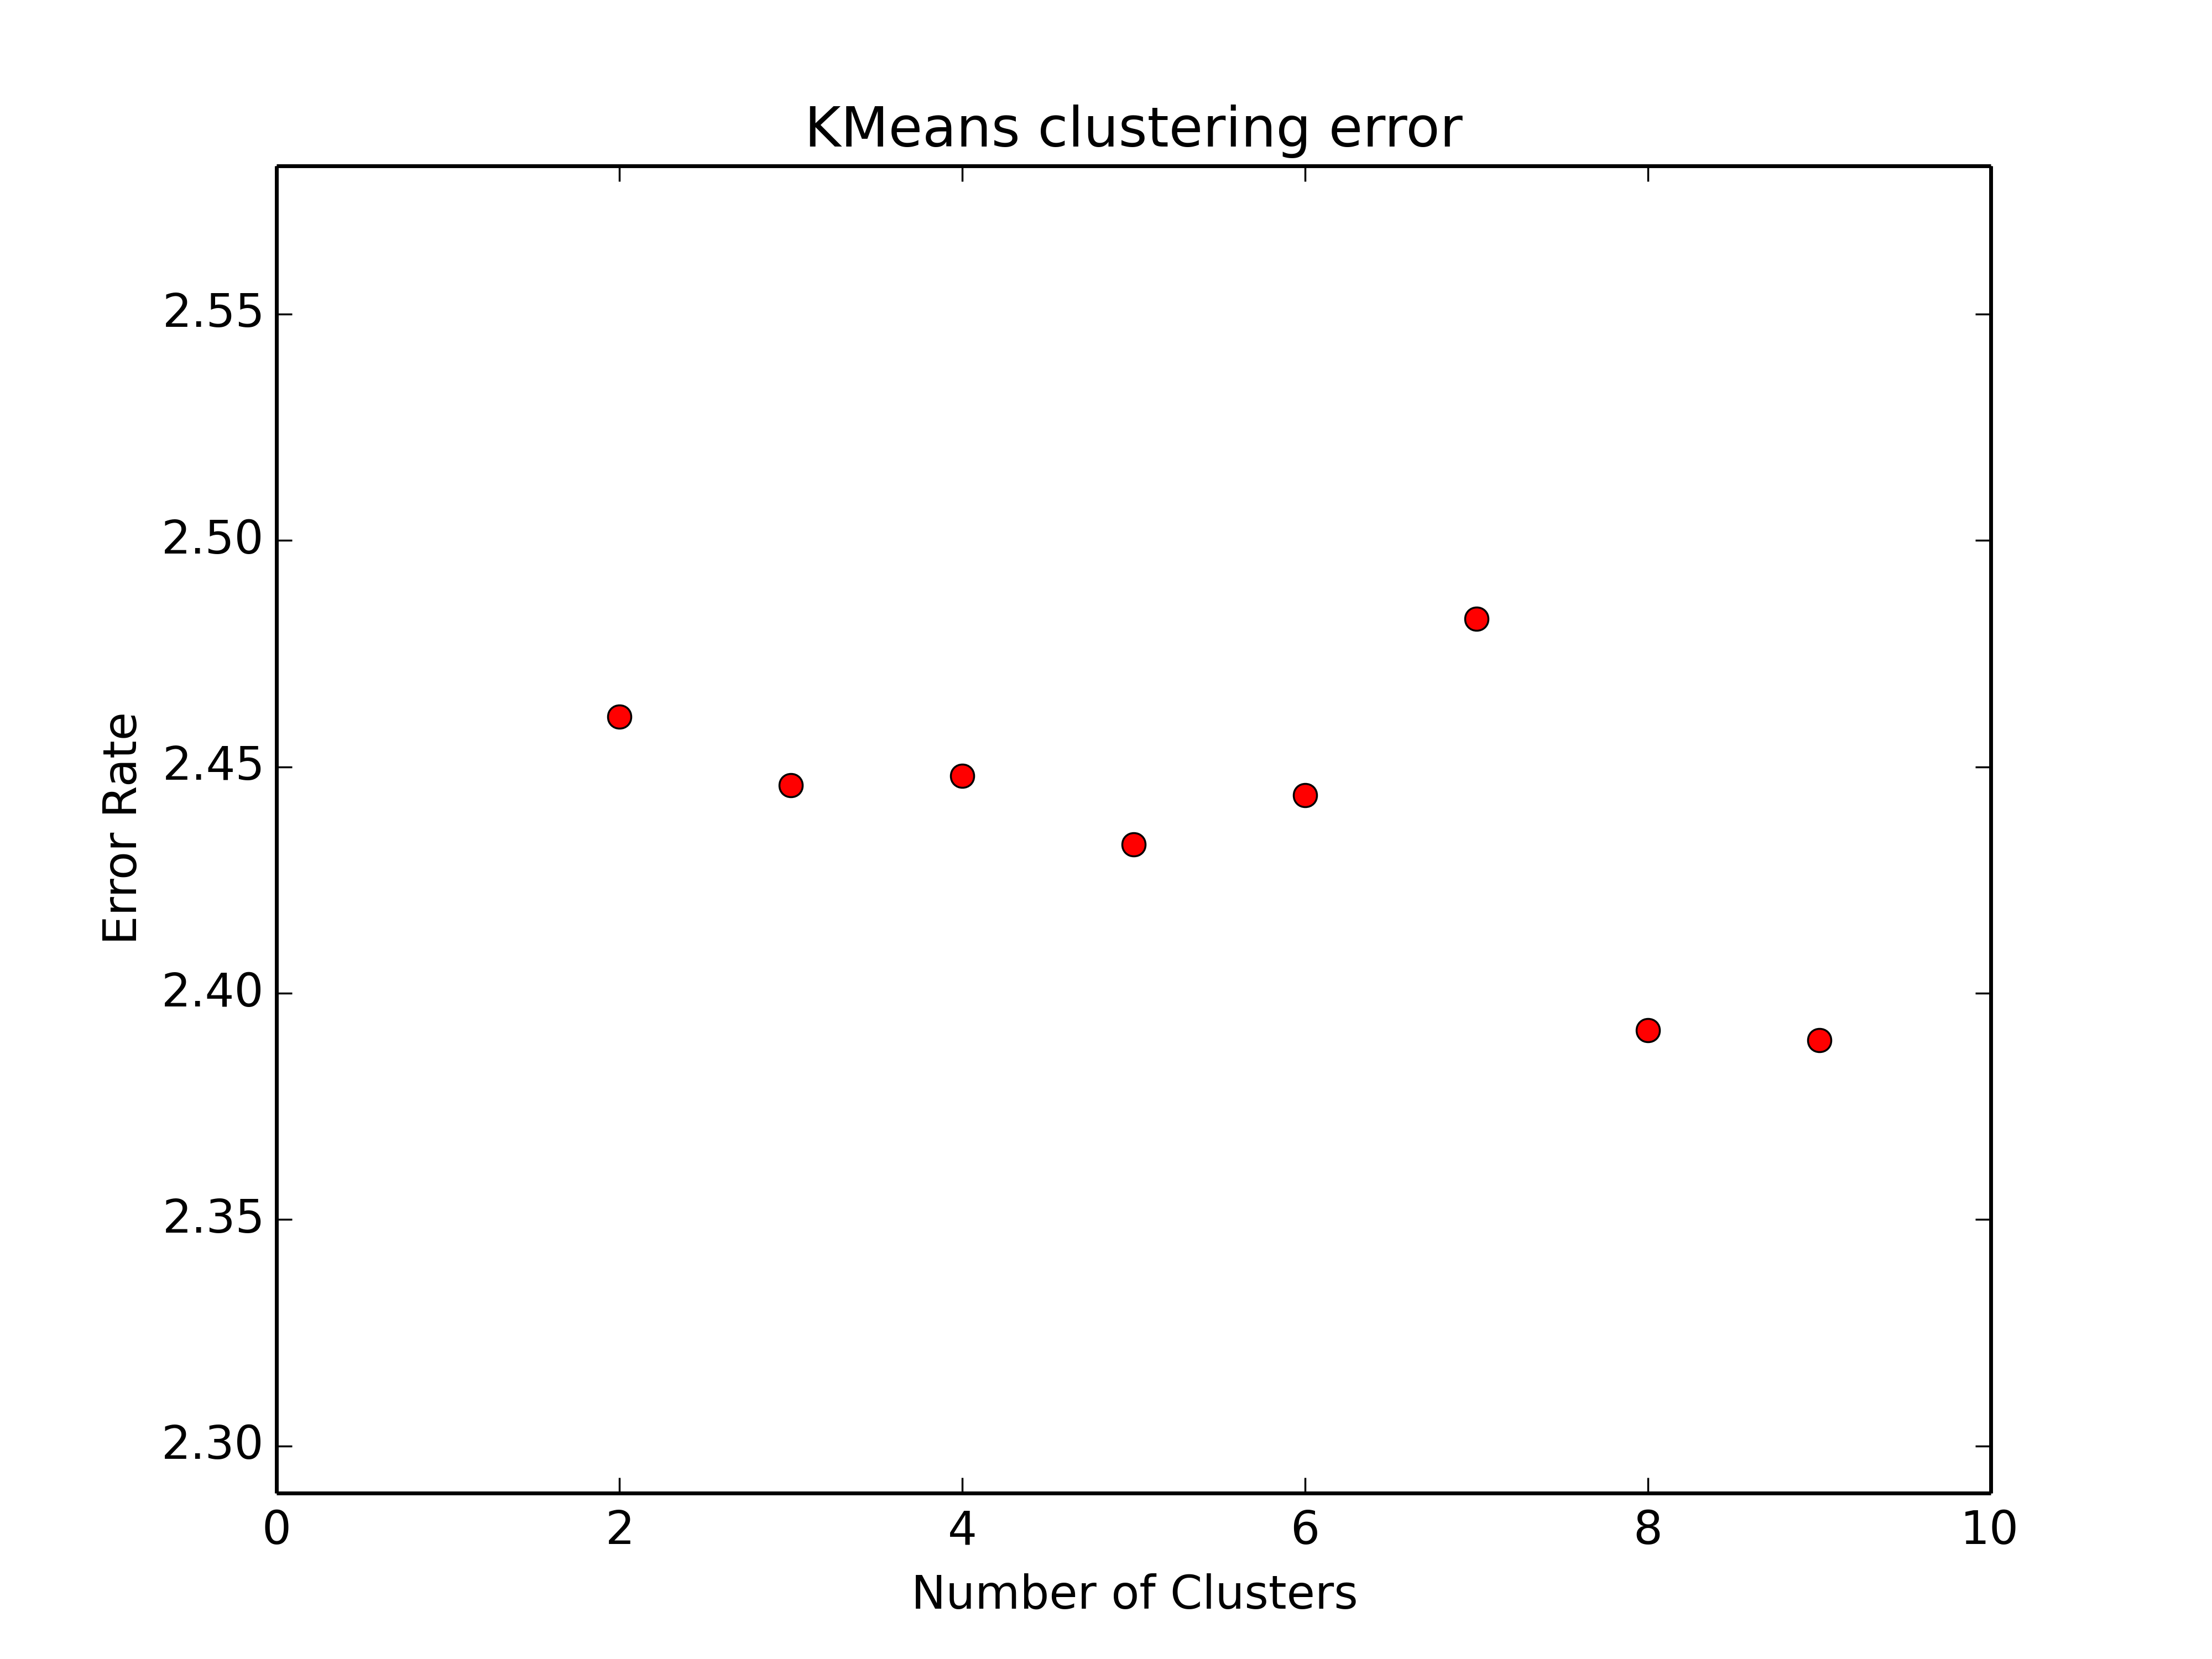 KMeans clustering error
2.55
2.50
2.45
2.40
2.35
2.30
Error Rate
0 2 4 6 8 10
Number of Clusters